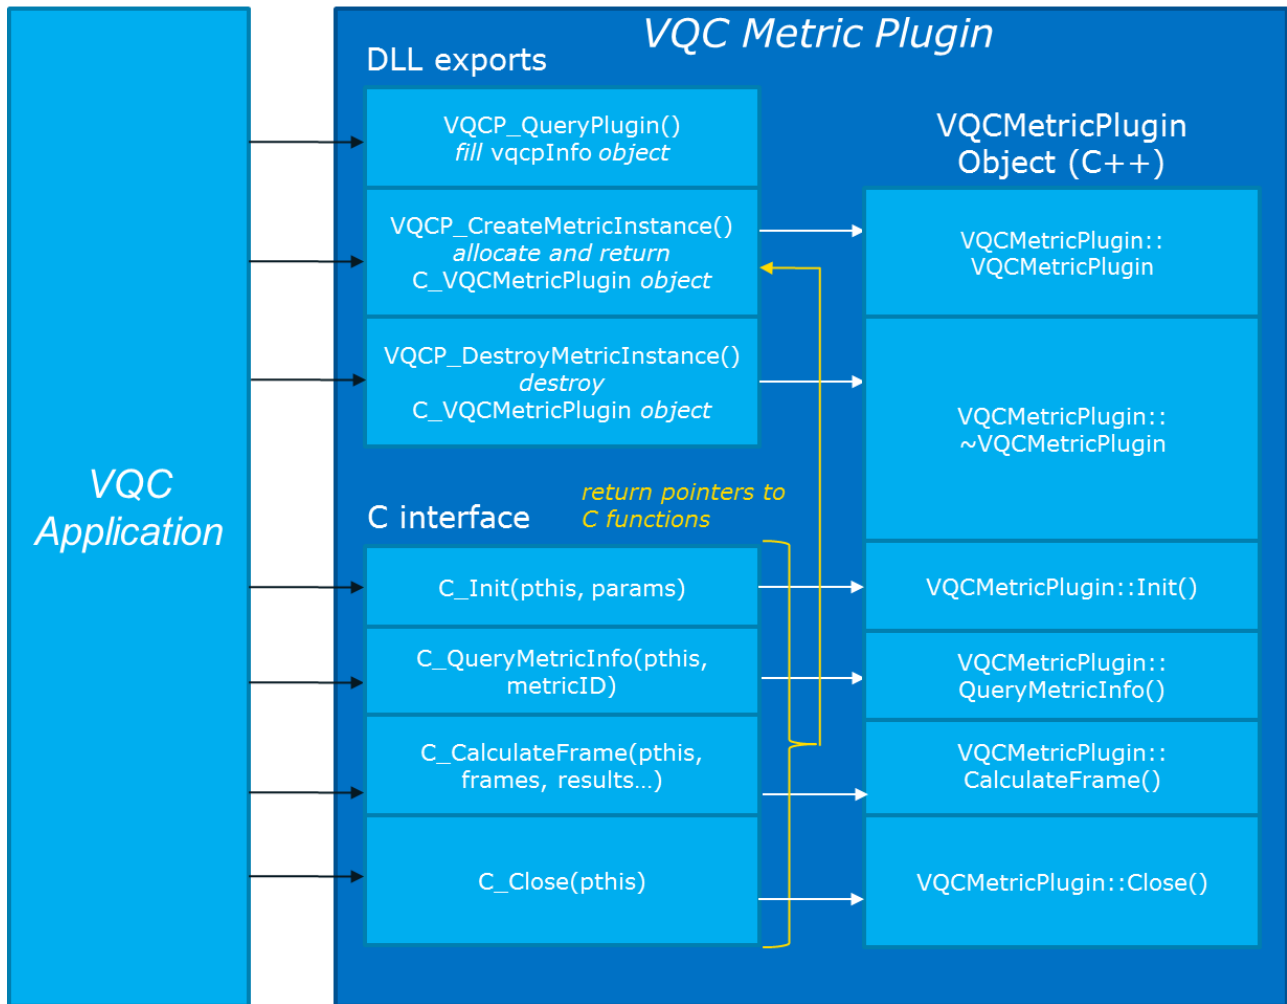 VQC
Application
VQC Metric Plugin
DLL exports
VQCP_QueryPlugin()
fill vqcpInfo object
VQCP_CreateMetricInstance()
allocate and return
C_VQCMetricPlugin object
VQCP_DestroyMetricInstance()
destroy
C_VQCMetricPlugin object
return pointers to
C functions
C interface
C_Init(pthis, params)
C_QueryMetricInfo(pthis,
metricID)
C_CalculateFrame(pthis,
frames, results…)
C_Close(pthis)
VQCMetricPlugin
Object (C++)
VQCMetricPlugin::
VQCMetricPlugin
VQCMetricPlugin::
~VQCMetricPlugin
VQCMetricPlugin::Init()
VQCMetricPlugin::
QueryMetricInfo()
VQCMetricPlugin::
CalculateFrame()
VQCMetricPlugin::Close()